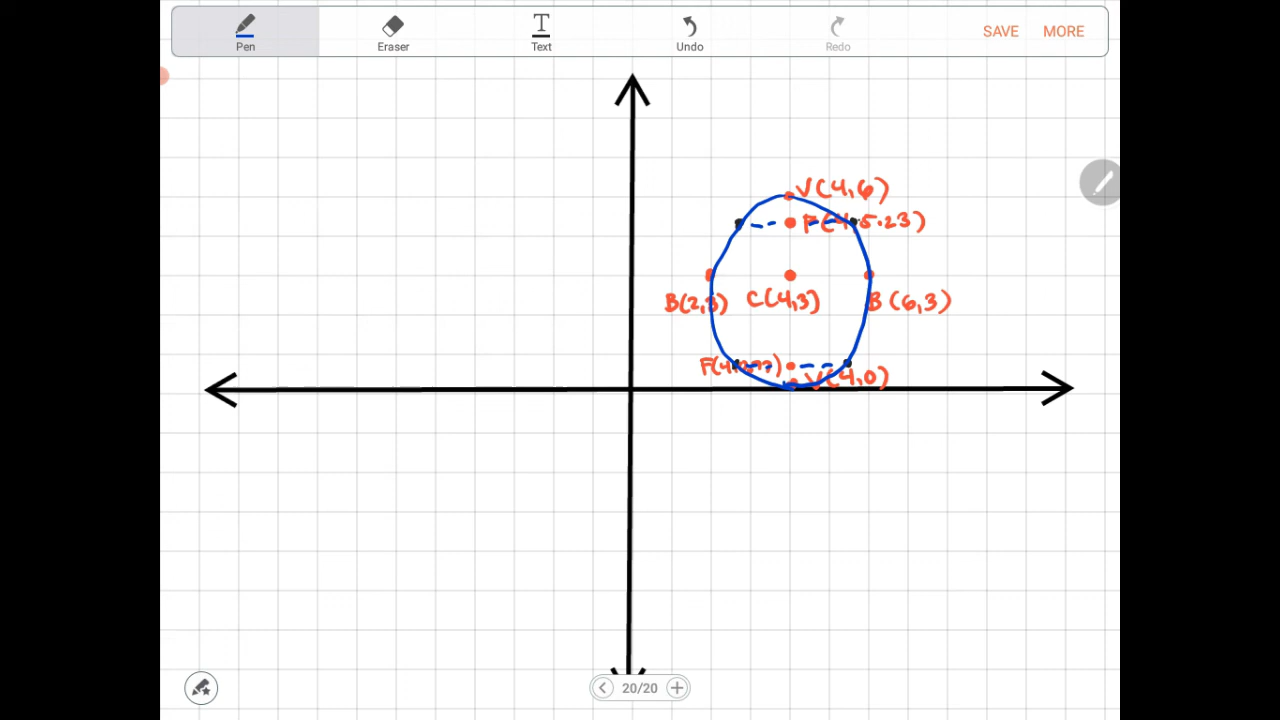 Pen Eraser Text Undo Redo SAVE MORE
V(4,6)
F(4,5.23)
C(4,3)
B(2,3)
B(6,3)
V(4,0)
20/20